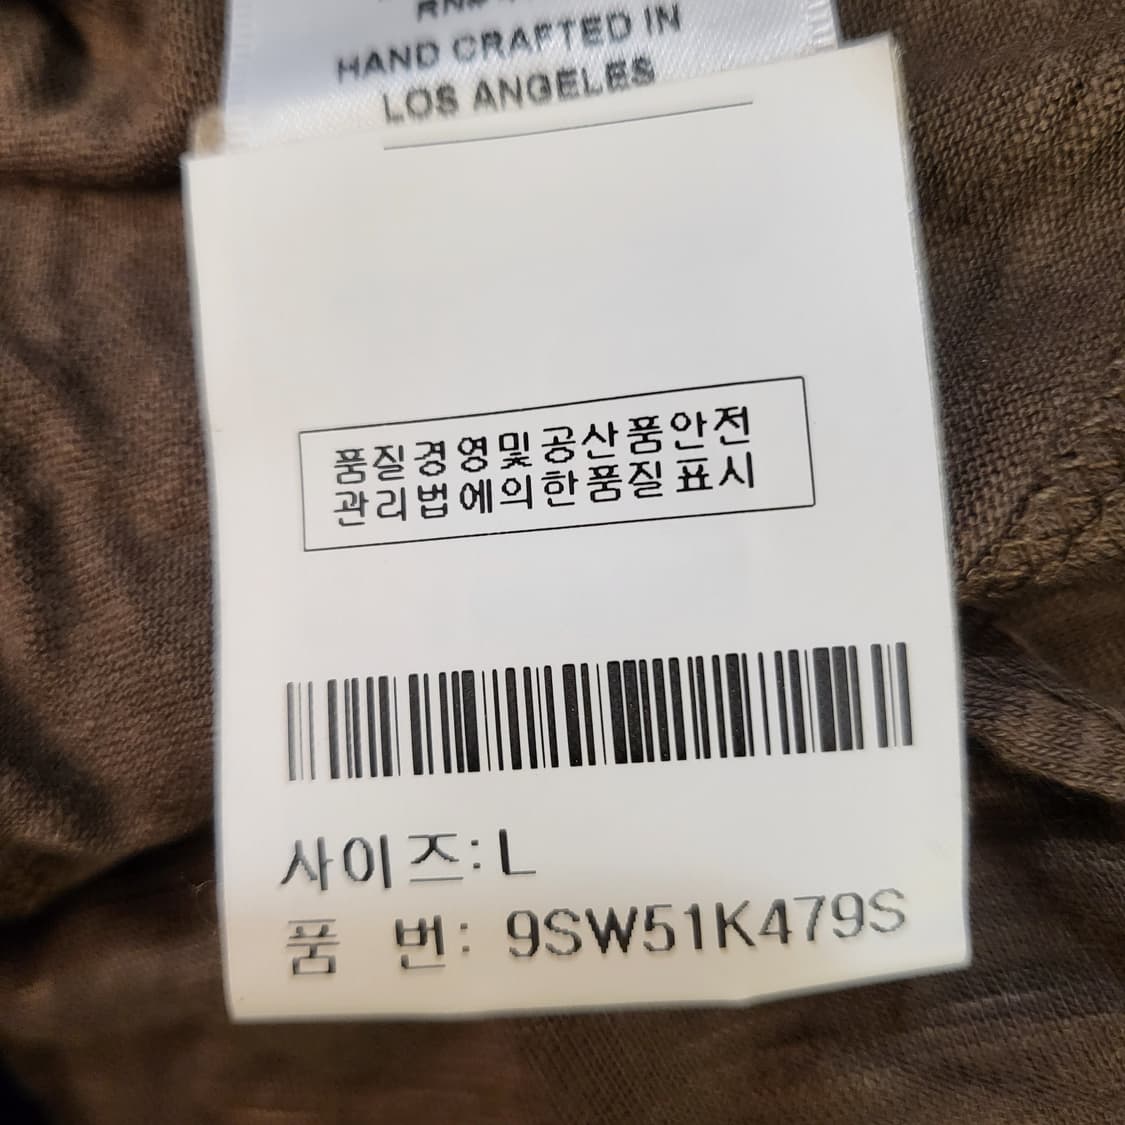 HAND CRAFTED IN
LOS ANGELES
품질경영및공산품안전
관리법에의한품질표시
사이즈:L
품 번: 9SW51K479S